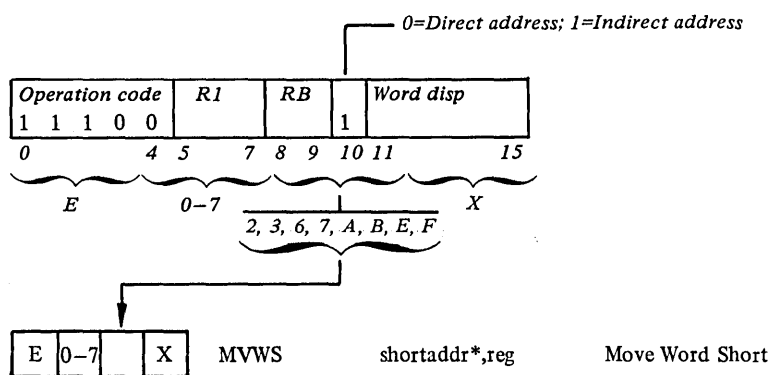 0=Direct address; 1=Indirect address
Operation code R1 RB Word disp
1 1 1 0 0 1
0 4 5 7 8 9 10 11 15
E 0–7 X
2, 3, 6, 7, A, B, E, F
E 0–7 X MVWS shortaddr*,reg Move Word Short